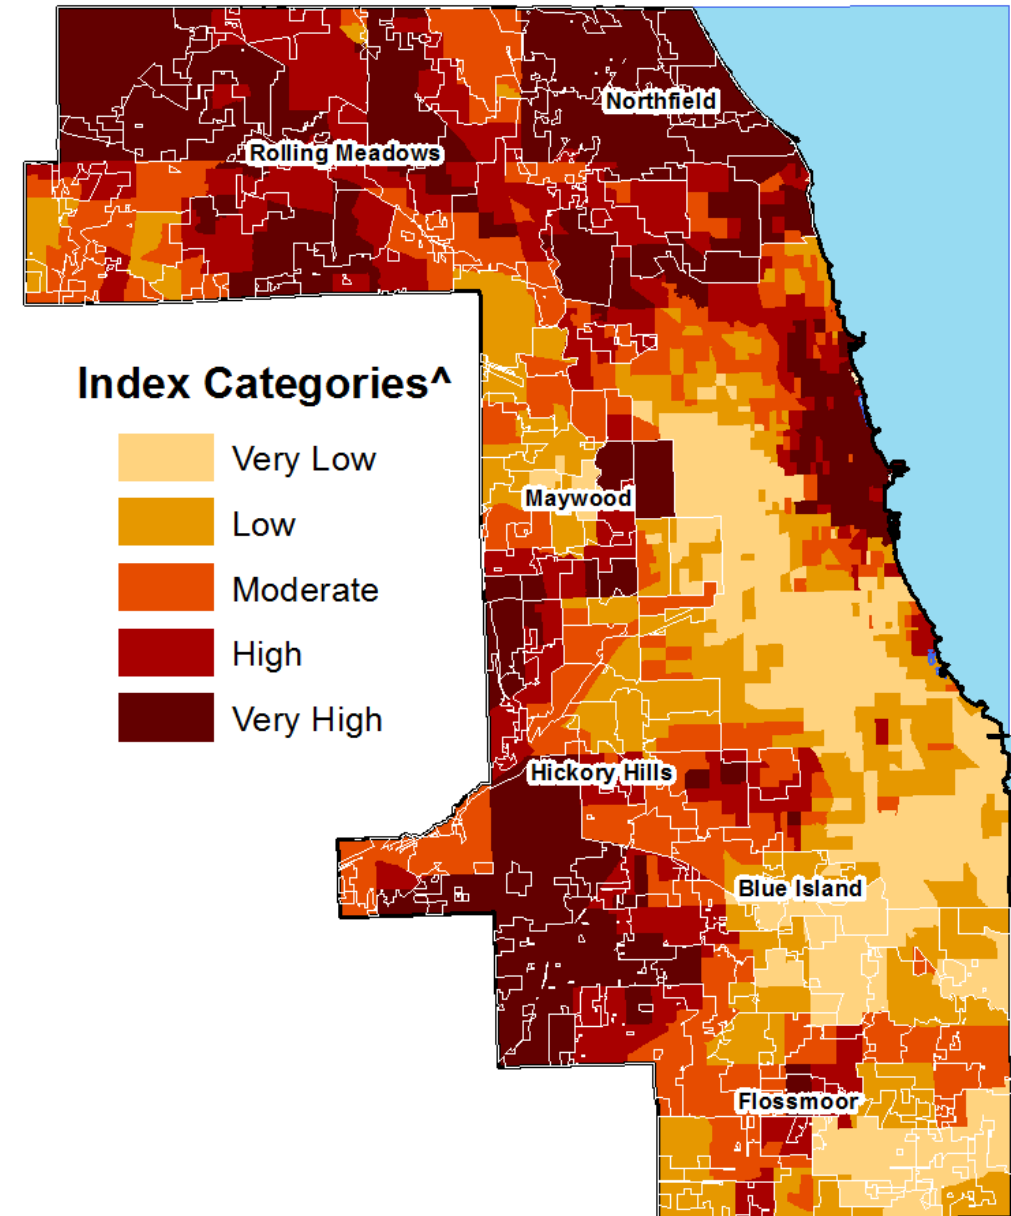 Northfield
Rolling Meadows
Index Categories^
Very Low
Low
Moderate
High
Very High
Maywood
Hickory Hills
Blue Island
Flossmoor